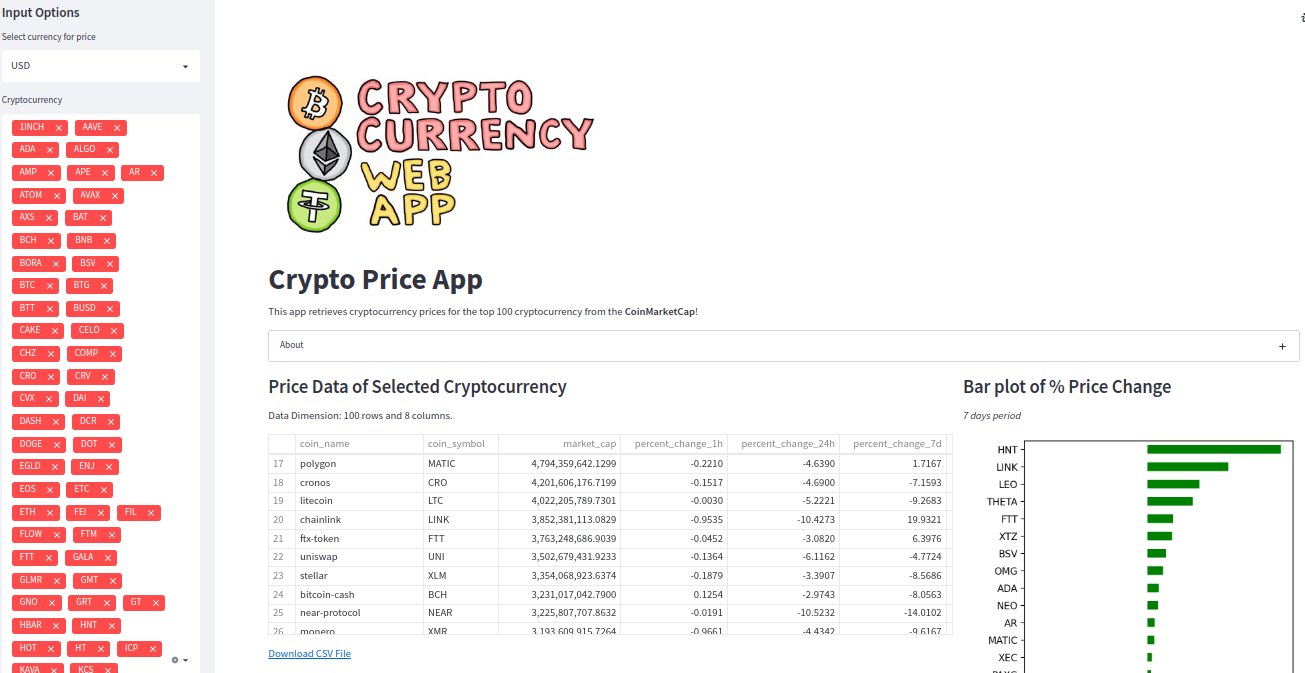 Input Options
Select currency for price
USD
Cryptocurrency
1INCH × AAVE ×
ADA × ALGO ×
AMP × APE × AR ×
ATOM × AVAX ×
AXS × BAT ×
BCH × BNB ×
BORA × BSV ×
BTC × BTG ×
BTT × BUSD ×
CAKE × CELO ×
CHZ × COMP ×
CRO × CRV ×
CVX × DAI ×
DASH × DCR ×
DOGE × DOT ×
EGLD × ENJ ×
EOS × ETC ×
ETH × FEI × FIL ×
FLOW × FTM ×
FTT × GALA ×
GLMR × GMT ×
GNO × GRT × GT ×
HBAR × HNT ×
HOT × HT × ICP ×
KAVA × KCS ×
CRYPTO
CURRENCY
WEB
APP
Crypto Price App
This app retrieves cryptocurrency prices for the top 100 cryptocurrency from the CoinMarketCap!
About +
Price Data of Selected Cryptocurrency
Data Dimension: 100 rows and 8 columns.
coin_name coin_symbol market_cap percent_change_1h percent_change_24h percent_change_7d
17 polygon MATIC 4,794,359,642.1299 -0.2210 -4.6390 1.7167
18 cronos CRO 4,201,606,176.7199 -0.1517 -4.6900 -7.1593
19 litecoin LTC 4,022,205,789.7301 -0.0030 -5.2221 -9.2683
20 chainlink LINK 3,852,381,113.0829 -0.9535 -10.4273 19.9321
21 ftx-token FTT 3,763,248,686.9039 -0.0452 -3.0820 6.3976
22 uniswap UNI 3,502,679,431.9233 -0.1364 -6.1162 -4.7724
23 stellar XLM 3,354,068,923.6374 -0.1879 -3.3907 -8.5686
24 bitcoin-cash BCH 3,231,017,042.7900 0.1254 -2.9743 -8.0563
25 near-protocol NEAR 3,225,807,707.8632 -0.0191 -10.5232 -14.0102
26 monero XMR 3,193,609,915.7264 -0.9661 -4.4342 -9.6167
Download CSV File
Bar plot of % Price Change
7 days period
HNT
LINK
LEO
THETA
FTT
XTZ
BSV
OMG
ADA
NEO
AR
MATIC
XEC
PAXG